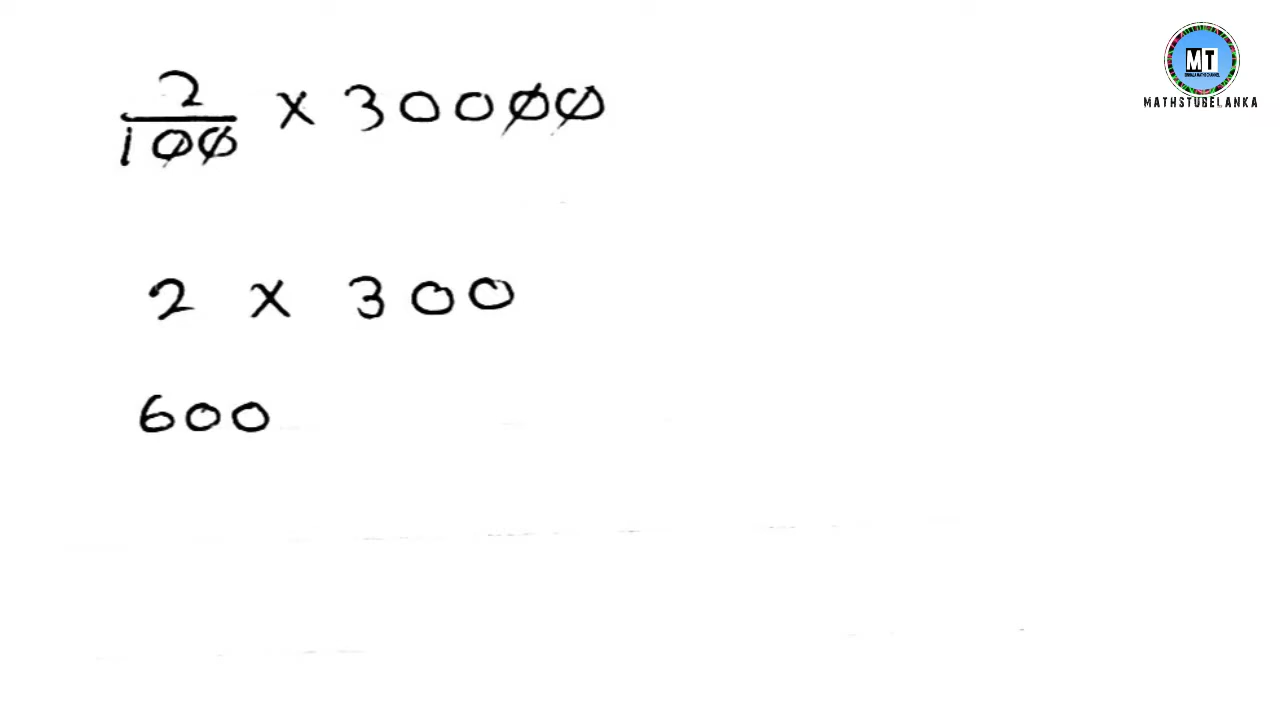 2/100 × 30000
2 × 300
600
MT
MATHSTUBELANKA